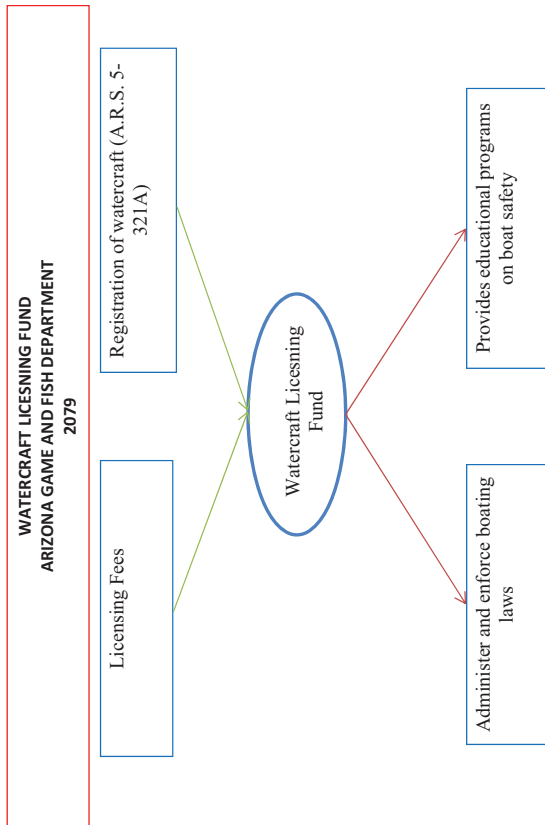 WATERCRAFT LICESNING FUND
ARIZONA GAME AND FISH DEPARTMENT
2079
Licensing Fees
Registration of watercraft (A.R.S. 5-
321A)
Watercraft Licesning
Fund
Administer and enforce boating
laws
Provides educational programs
on boat safety